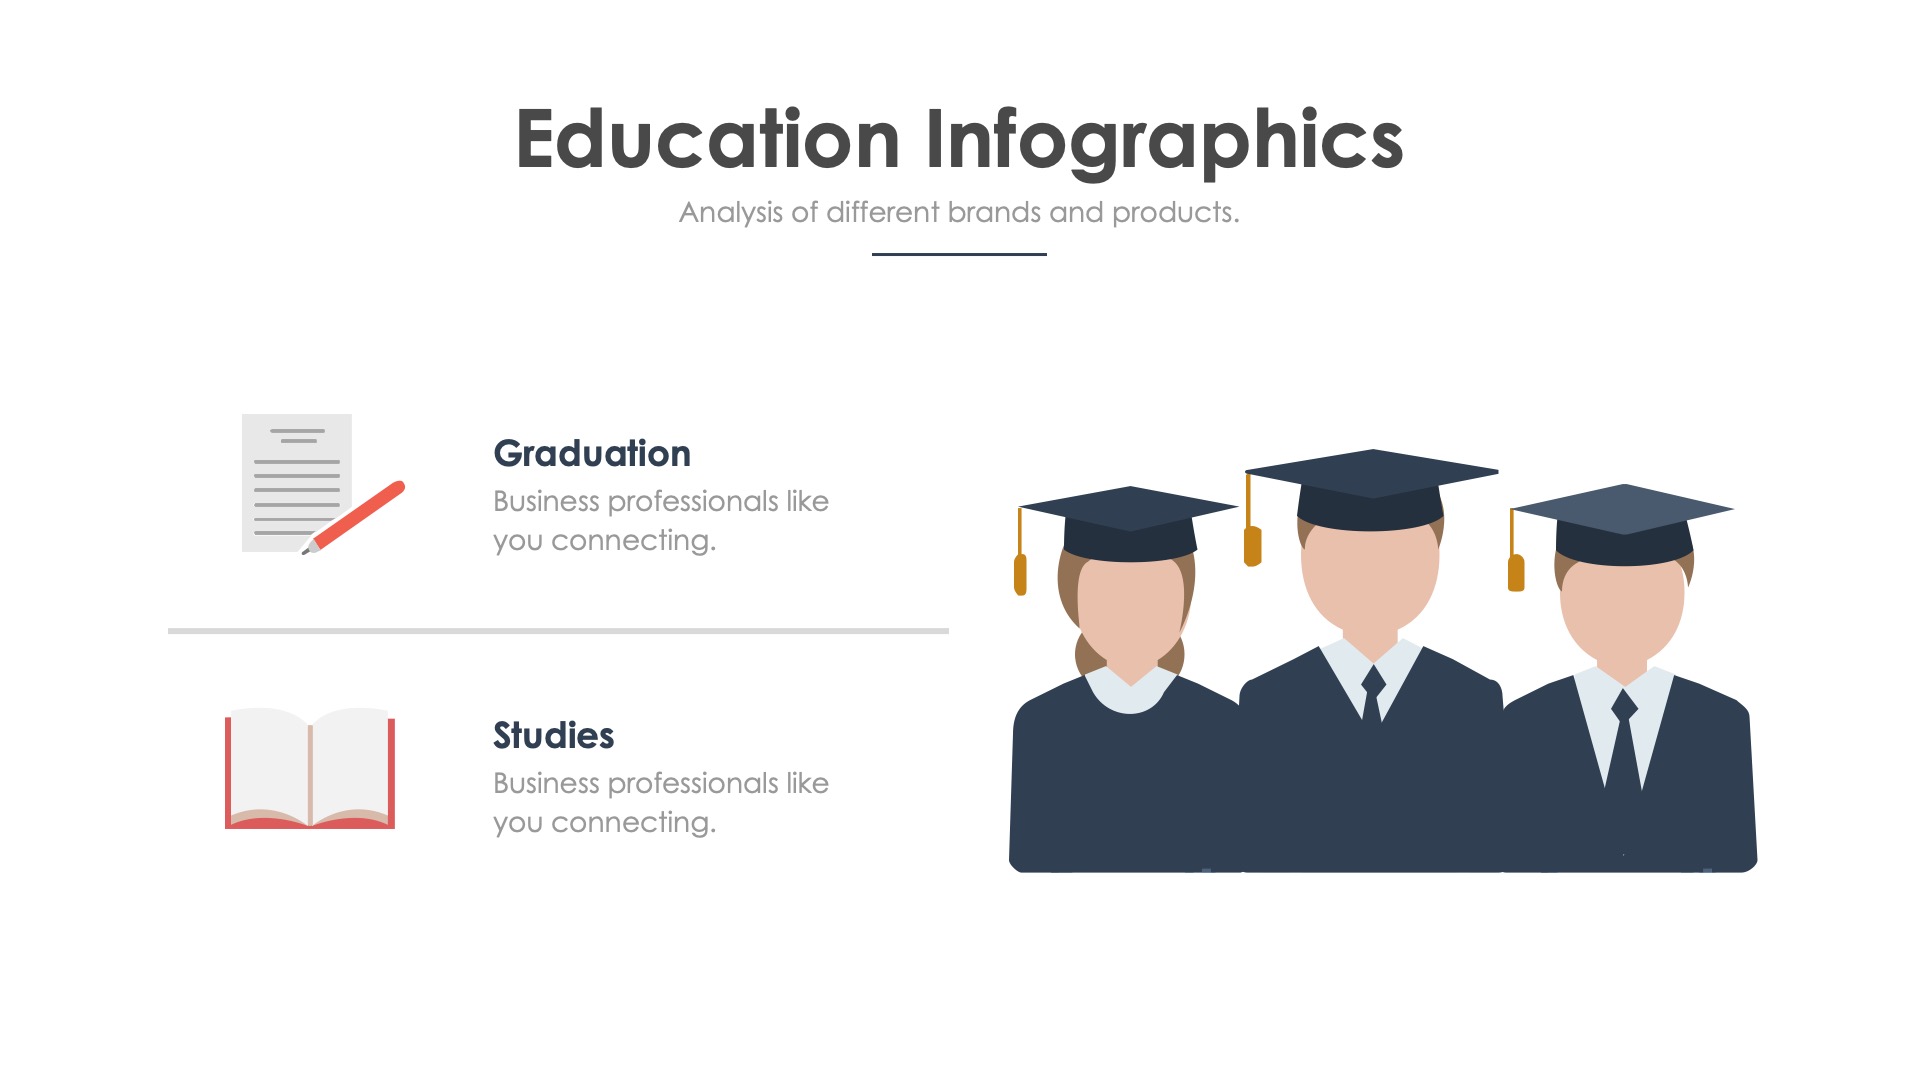 Education Infographics
Analysis of different brands and products.
Graduation
Business professionals like
you connecting.
Studies
Business professionals like
you connecting.